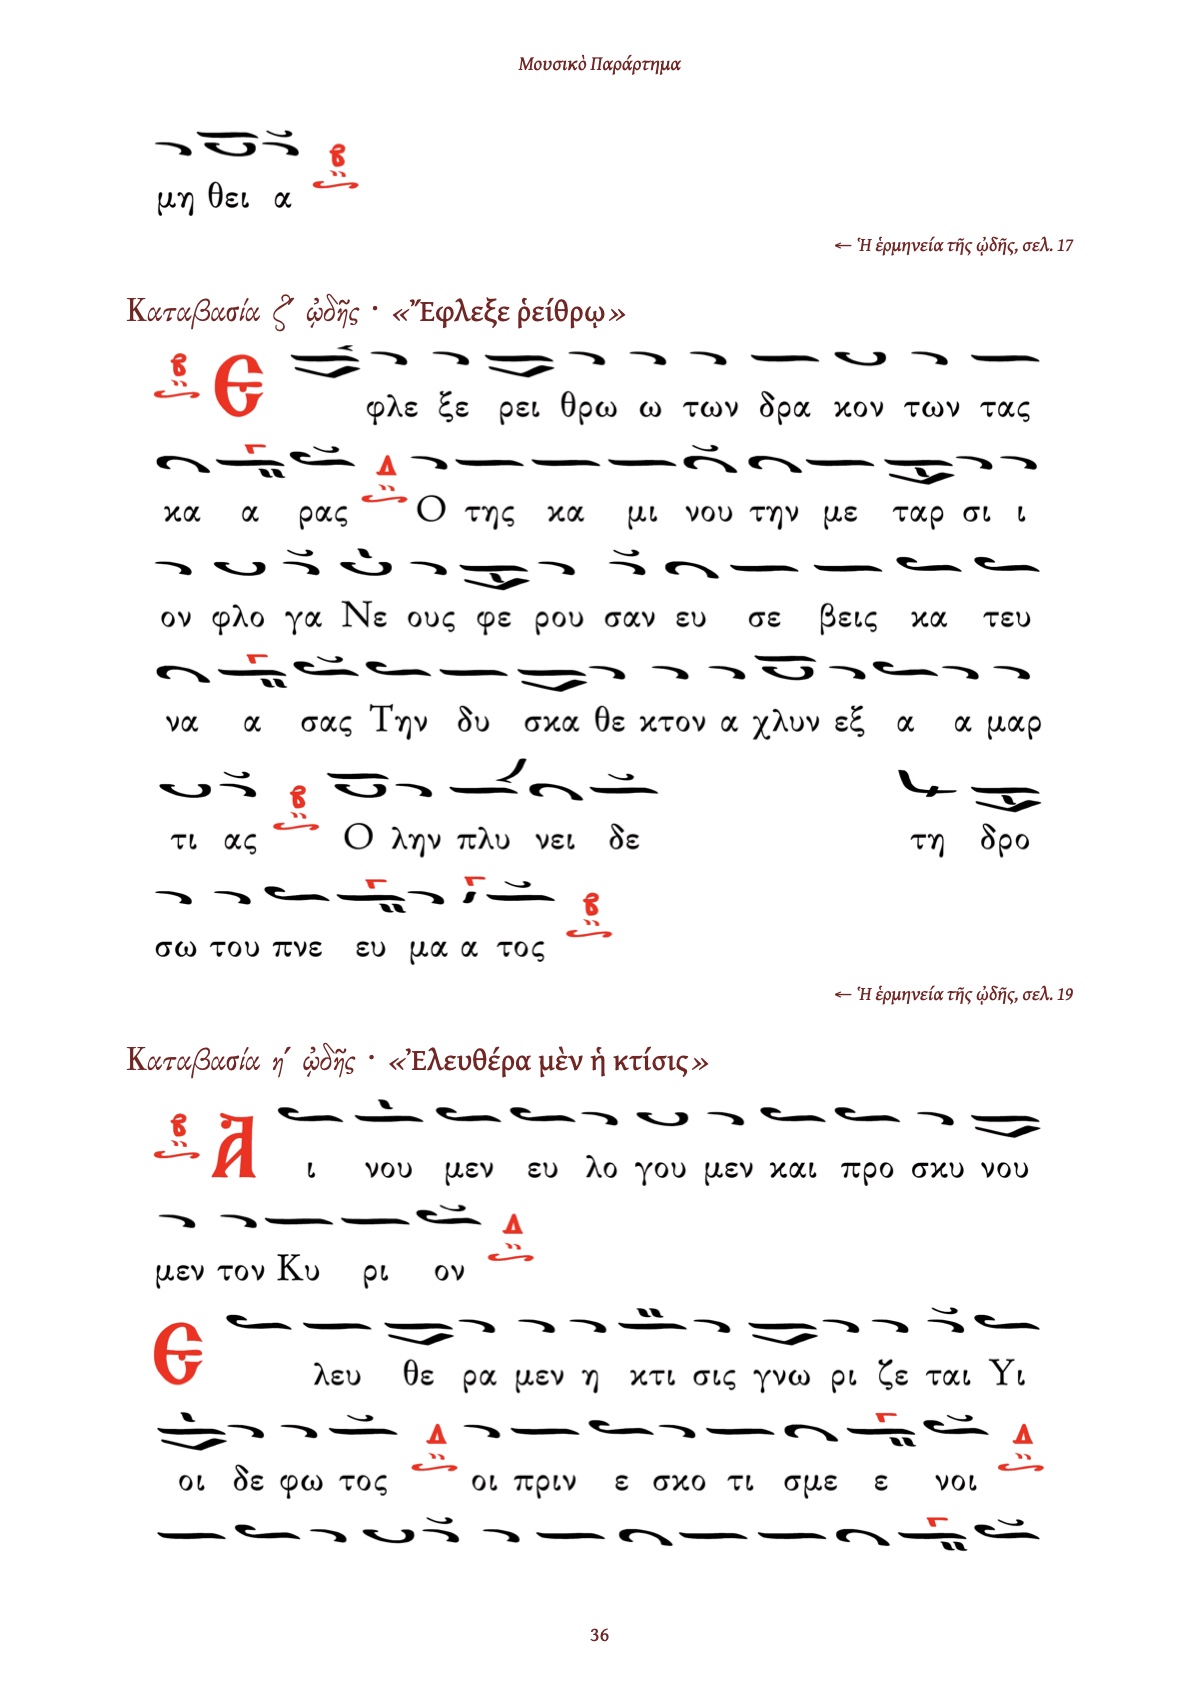 Μουσικὸ Παράρτημα
μη θει α
← Ἡ ἑρμηνεία τῆς ᾠδῆς, σελ. 17
Καταβασία ζ´ ᾠδῆς · «Ἔφλεξε ῥείθρῳ»
Ε φλε ξε ρει θρω ω των δρα κον των τας
κα α ρας Δ Ο της κα μι νου την με ταρ σι ι
ον φλο γα Νε ους φε ρου σαν ευ σε βεις κα τευ
να α σας Την δυ σκα θε κτον α χλυν εξ α α μαρ
τι ας Ο λην πλυ νει δε τη δρο
σω του πνε ευ μα α τος
← Ἡ ἑρμηνεία τῆς ᾠδῆς, σελ. 19
Καταβασία η´ ᾠδῆς · «Ἐλευθέρα μὲν ἡ κτίσις»
Α ι νου μεν ευ λο γου μεν και προ σκυ νου
μεν τον Κυ ρι ον Δ
Ε λευ θε ρα μεν η κτι σις γνω ρι ζε ται Υι
οι δε φω τος Δ οι πριν ε σκο τι σμε ε νοι Δ
36